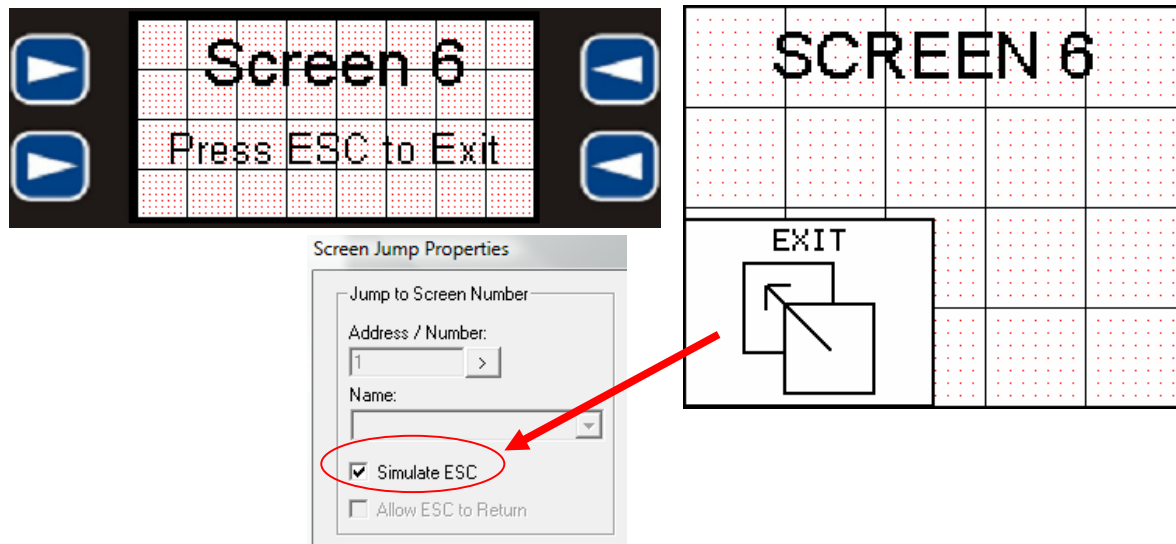 Screen 6
Press ESC to Exit
SCREEN 6
EXIT
Screen Jump Properties
Jump to Screen Number
Address / Number:
1
>
Name:
Simulate ESC
Allow ESC to Return